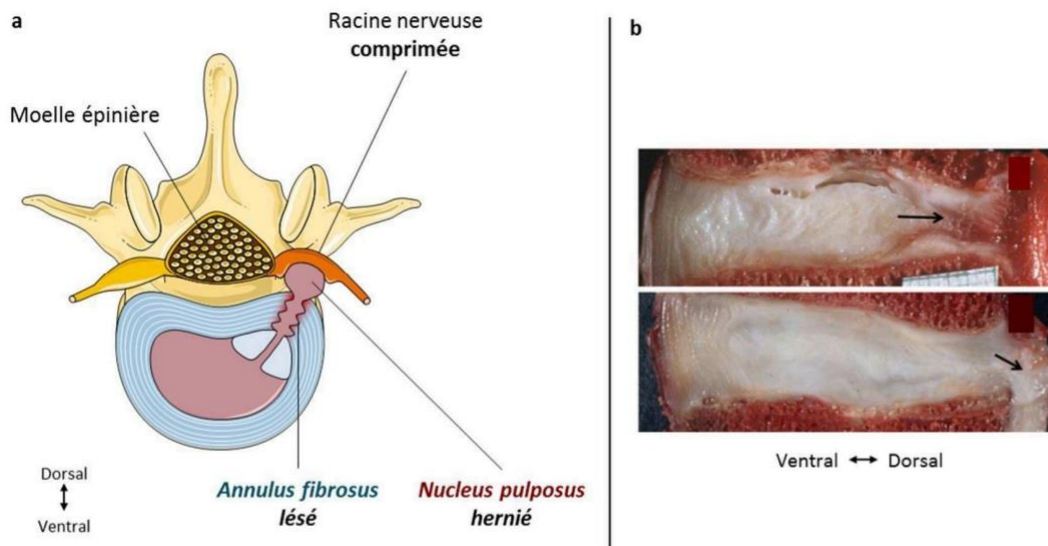 a
Racine nerveuse
comprimée
Moelle épinière
Dorsal
Ventral
Annulus fibrosus
lésé
Nucleus pulposus
hernié
b
Ventral ↔ Dorsal